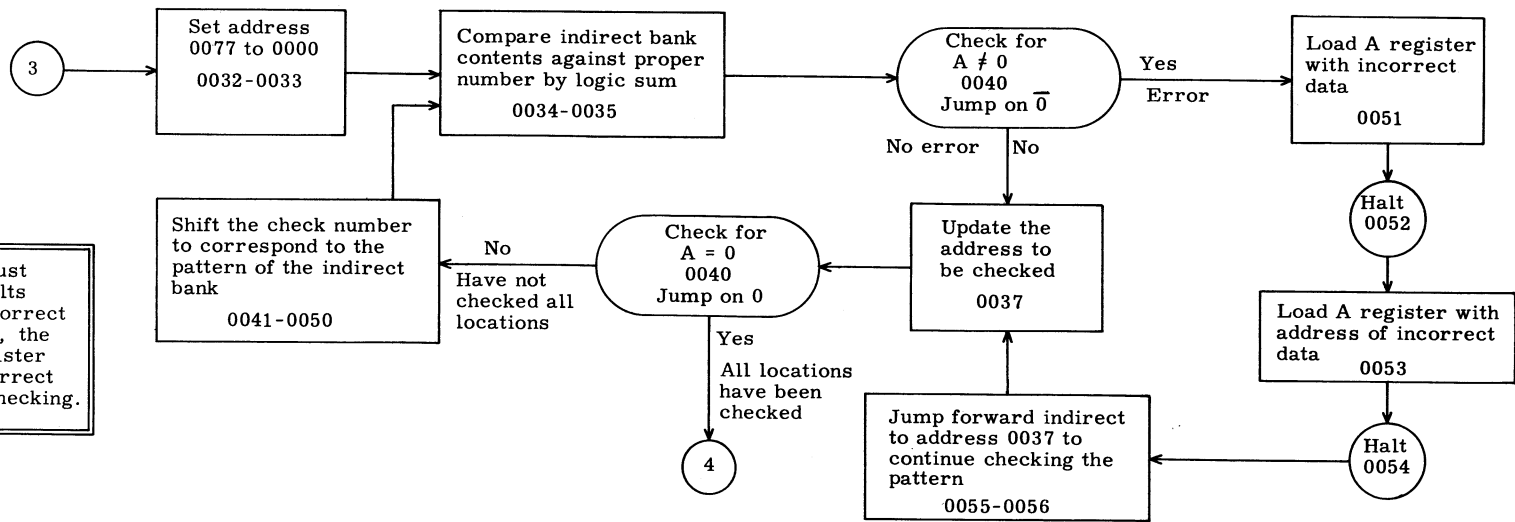 3
Set address
0077 to 0000
0032-0033
Compare indirect bank
contents against proper
number by logic sum
0034-0035
Check for
A ≠ 0
0040
Jump on 0̅
Yes
Error
Load A register
with incorrect
data
0051
No error
No
Halt
0052
Shift the check number
to correspond to the
pattern of the indirect
bank
0041-0050
No
Have not
checked all
locations
Check for
A = 0
0040
Jump on 0
Update the
address to
be checked
0037
Yes
All locations
have been
checked
4
Load A register with
address of incorrect
data
0053
Halt
0054
Jump forward indirect
to address 0037 to
continue checking the
pattern
0055-0056
ust
lts
orrect
, the
ister
rrect
hecking.